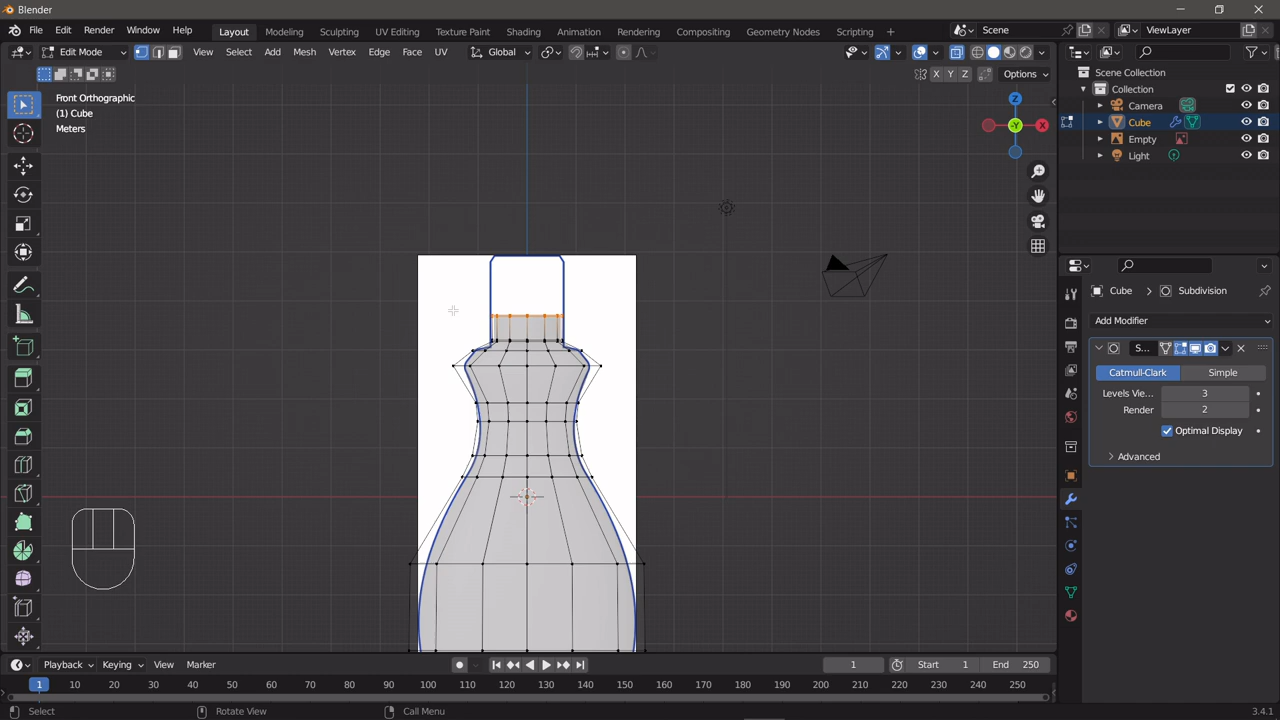 Blender
File Edit Render Window Help Layout Modeling Sculpting UV Editing Texture Paint Shading Animation Rendering Compositing Geometry Nodes Scripting Scene ViewLayer
Edit Mode View Select Add Mesh Vertex Edge Face UV Global
X Y Z Options
Front Orthographic
(1) Cube
Meters
Z
-Y X
Scene Collection
Collection
Camera
Cube
Empty
Light
Cube > Subdivision
Add Modifier
S...
Catmull-Clark Simple
Levels Vie... 3
Render 2
Optimal Display
Advanced
Playback Keying View Marker 1 Start 1 End 250
1 10 20 30 40 50 60 70 80 90 100 110 120 130 140 150 160 170 180 190 200 210 220 230 240 250
Select Rotate View Call Menu 3.4.1